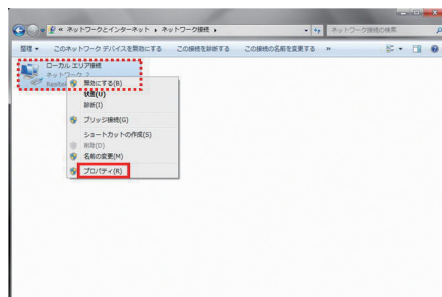 « ネットワークとインターネット ▸ ネットワーク接続 ▸
ネットワーク接続の検索
整理 ▾ このネットワーク デバイスを無効にする この接続を診断する この接続の名前を変更する »
ローカル エリア接続
ネットワーク 2
無効にする(B)
状態(U)
診断(I)
ブリッジ接続(G)
ショートカットの作成(S)
削除(D)
名前の変更(M)
プロパティ(R)